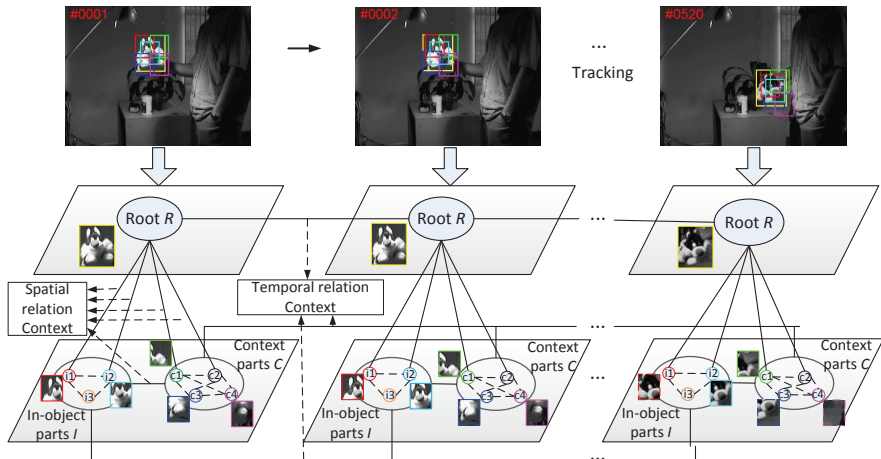 #0001
#0002
#0520
...
Tracking
Root R
Root R
...
Root R
Spatial
relation
Context
Temporal relation
Context
...
Context
parts C
i1
i2
i3
c1
c2
c3
c4
In-object
parts I
Context
parts C
i1
i2
i3
c1
c2
c3
c4
In-object
parts I
...
Context
parts C
i1
i2
i3
c1
c2
c3
c4
In-object
parts I
...